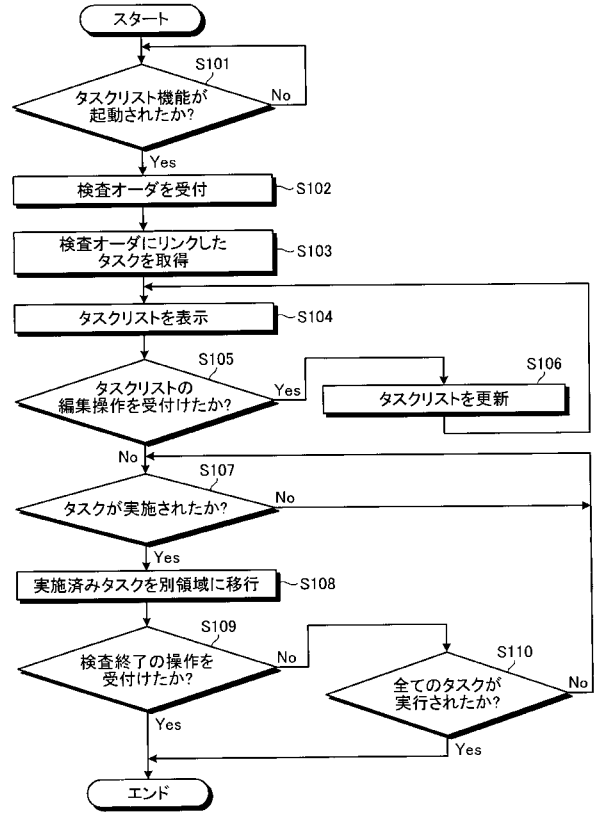 スタート
S101
タスクリスト機能が
起動されたか?
No
Yes
検査オーダを受付
S102
検査オーダにリンクした
タスクを取得
S103
タスクリストを表示
S104
S105
タスクリストの
編集操作を受付けたか?
Yes
S106
タスクリストを更新
No
S107
タスクが実施されたか?
No
Yes
実施済みタスクを別領域に移行
S108
S109
検査終了の操作を
受付けたか?
No
S110
全てのタスクが
実行されたか?
No
Yes
Yes
エンド